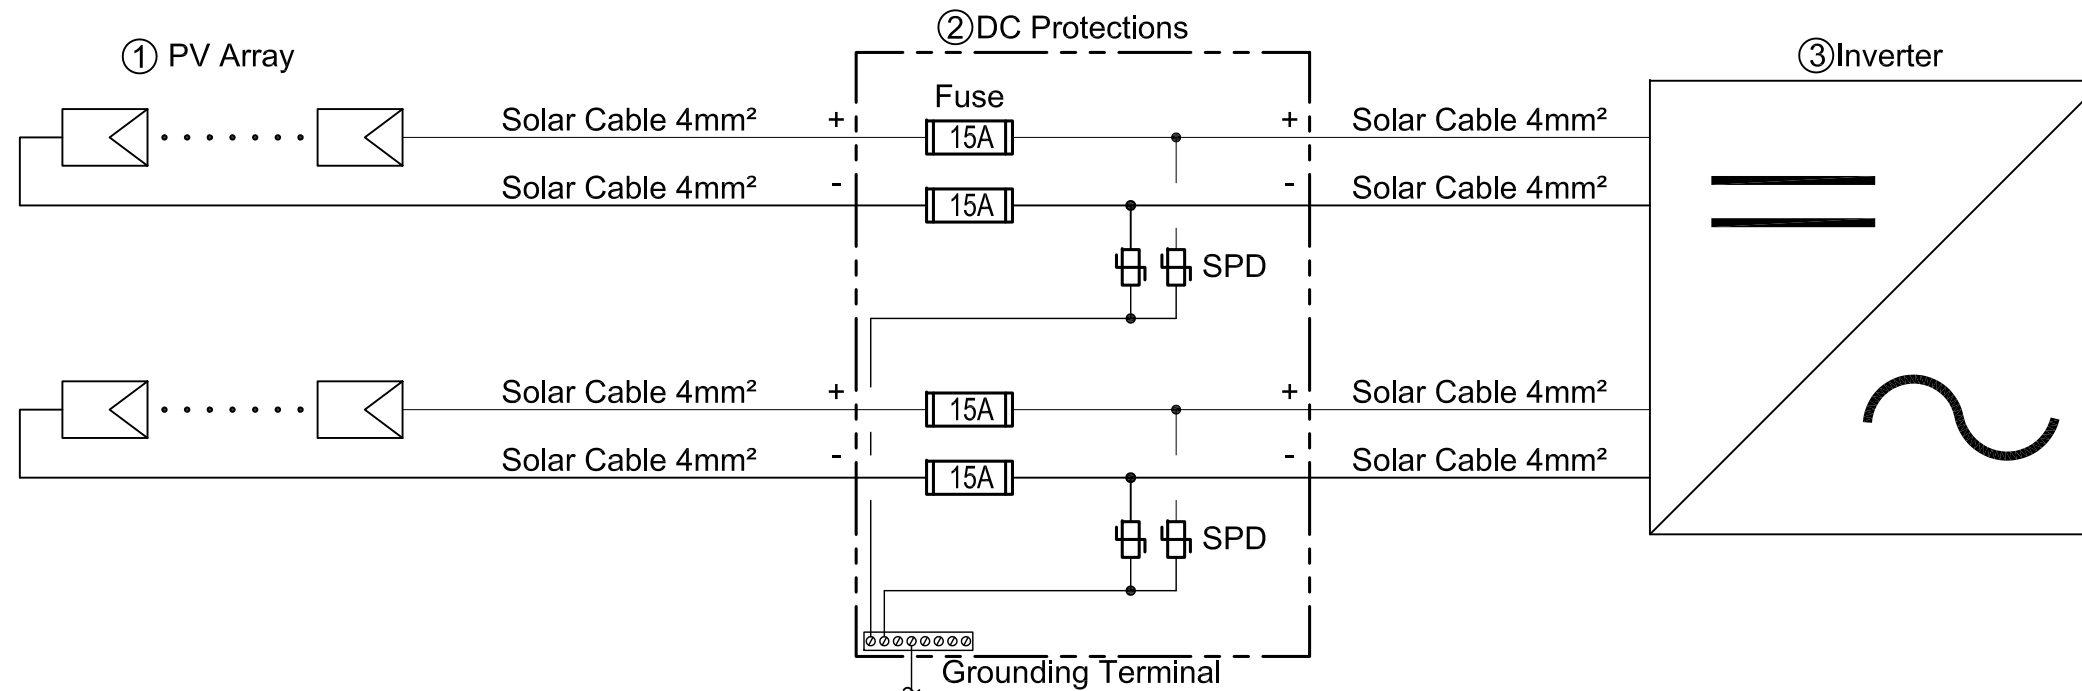 ②DC Protections
① PV Array
③Inverter
Fuse
Solar Cable 4mm² + 15A + Solar Cable 4mm²
Solar Cable 4mm² - 15A - Solar Cable 4mm²
SPD
Solar Cable 4mm² + 15A + Solar Cable 4mm²
Solar Cable 4mm² - 15A - Solar Cable 4mm²
SPD
Grounding Terminal